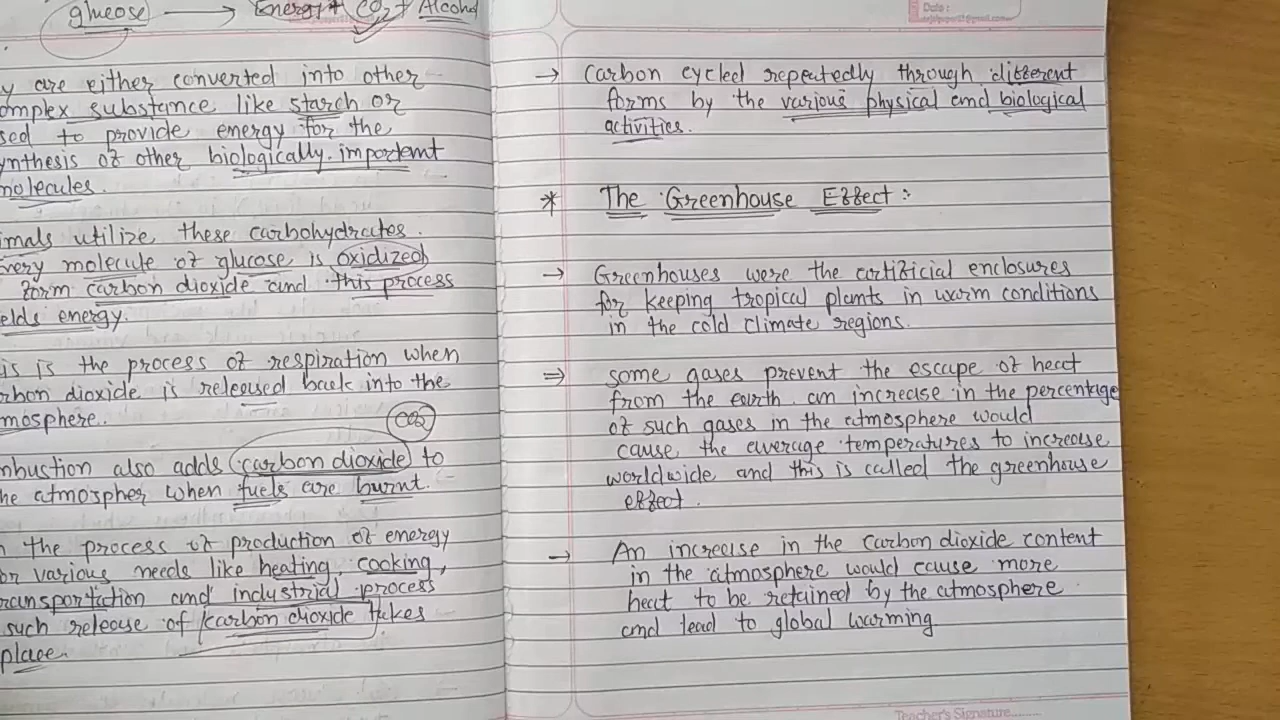 glucose → Energy + CO2 + Alcohol
y are either converted into other
omplex substance like starch or
sed to provide energy for the
ynthesis of other biologically important
molecules.
imals utilize these carbohydrates.
very molecule of glucose is oxidized
form carbon dioxide and this process
elds energy.
is is the process of respiration when
rbon dioxide is released back into the
mosphere.
CO2
mbustion also adds carbon dioxide to
he atmospher when fuels are burnt.
n the process of production of energy
or various needs like heating, cooking,
ransportation and industrial process
such release of carbon dioxide takes
place.
Date :
→ Carbon cycled repeatedly through different
forms by the various physical and biological
activities.
* The Greenhouse Effect :
→ Greenhouses were the artificial enclosures
for keeping tropical plants in warm conditions
in the cold climate regions.
⇒ some gases prevent the escape of heat
from the earth. an increase in the percentage
of such gases in the atmosphere would
cause the average temperatures to increase
worldwide and this is called the greenhouse
effect.
→ An increase in the carbon dioxide content
in the atmosphere would cause more
heat to be retained by the atmosphere
and lead to global warming
Teacher's Signature.........